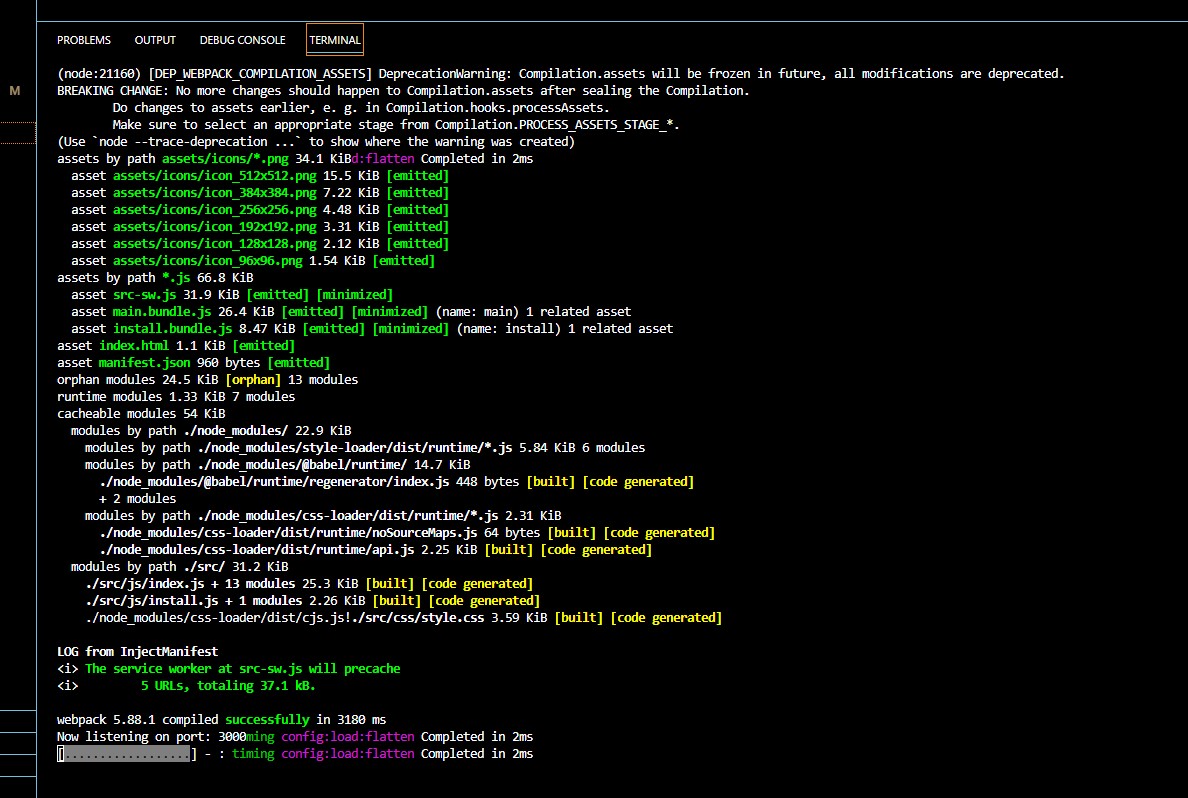 PROBLEMS OUTPUT DEBUG CONSOLE TERMINAL
M
(node:21160) [DEP_WEBPACK_COMPILATION_ASSETS] DeprecationWarning: Compilation.assets will be frozen in future, all modifications are deprecated.
BREAKING CHANGE: No more changes should happen to Compilation.assets after sealing the Compilation.
        Do changes to assets earlier, e. g. in Compilation.hooks.processAssets.
        Make sure to select an appropriate stage from Compilation.PROCESS_ASSETS_STAGE_*.
(Use `node --trace-deprecation ...` to show where the warning was created)
assets by path assets/icons/*.png 34.1 KiBd:flatten Completed in 2ms
  asset assets/icons/icon_512x512.png 15.5 KiB [emitted]
  asset assets/icons/icon_384x384.png 7.22 KiB [emitted]
  asset assets/icons/icon_256x256.png 4.48 KiB [emitted]
  asset assets/icons/icon_192x192.png 3.31 KiB [emitted]
  asset assets/icons/icon_128x128.png 2.12 KiB [emitted]
  asset assets/icons/icon_96x96.png 1.54 KiB [emitted]
assets by path *.js 66.8 KiB
  asset src-sw.js 31.9 KiB [emitted] [minimized]
  asset main.bundle.js 26.4 KiB [emitted] [minimized] (name: main) 1 related asset
  asset install.bundle.js 8.47 KiB [emitted] [minimized] (name: install) 1 related asset
asset index.html 1.1 KiB [emitted]
asset manifest.json 960 bytes [emitted]
orphan modules 24.5 KiB [orphan] 13 modules
runtime modules 1.33 KiB 7 modules
cacheable modules 54 KiB
  modules by path ./node_modules/ 22.9 KiB
    modules by path ./node_modules/style-loader/dist/runtime/*.js 5.84 KiB 6 modules
    modules by path ./node_modules/@babel/runtime/ 14.7 KiB
      ./node_modules/@babel/runtime/regenerator/index.js 448 bytes [built] [code generated]
      + 2 modules
    modules by path ./node_modules/css-loader/dist/runtime/*.js 2.31 KiB
      ./node_modules/css-loader/dist/runtime/noSourceMaps.js 64 bytes [built] [code generated]
      ./node_modules/css-loader/dist/runtime/api.js 2.25 KiB [built] [code generated]
  modules by path ./src/ 31.2 KiB
    ./src/js/index.js + 13 modules 25.3 KiB [built] [code generated]
    ./src/js/install.js + 1 modules 2.26 KiB [built] [code generated]
    ./node_modules/css-loader/dist/cjs.js!./src/css/style.css 3.59 KiB [built] [code generated]
LOG from InjectManifest
<i> The service worker at src-sw.js will precache
<i>         5 URLs, totaling 37.1 kB.
webpack 5.88.1 compiled successfully in 3180 ms
Now listening on port: 3000ming config:load:flatten Completed in 2ms
[..................] - : timing config:load:flatten Completed in 2ms